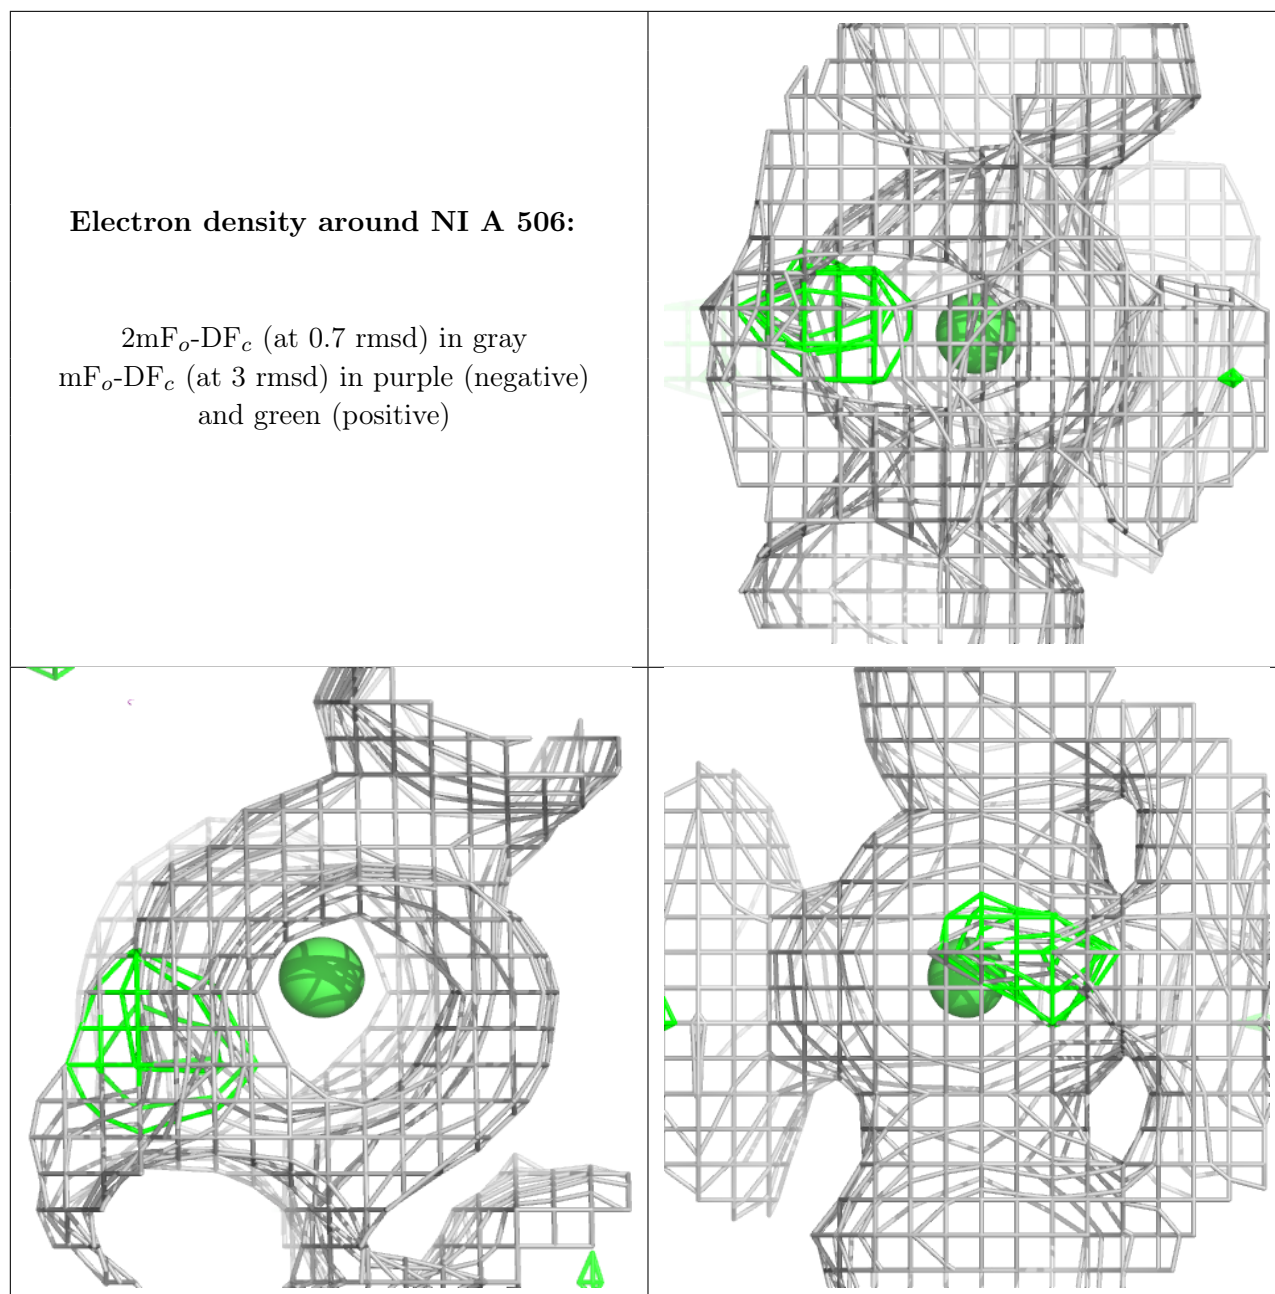 Electron density around NI A 506:
2mFo-DFc (at 0.7 rmsd) in gray
mFo-DFc (at 3 rmsd) in purple (negative)
and green (positive)